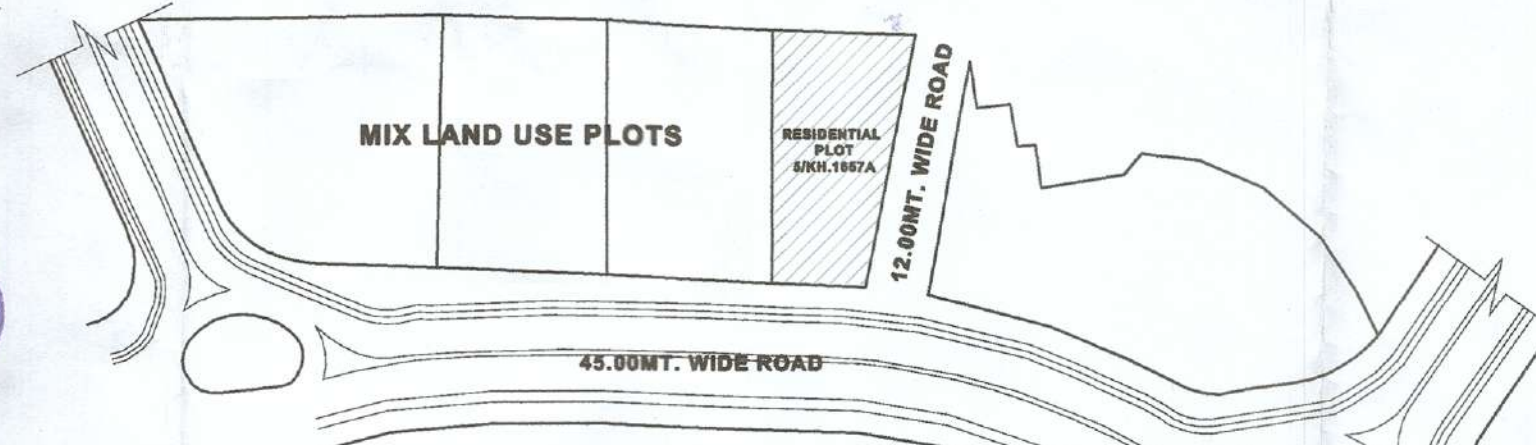 MIX LAND USE PLOTS
RESIDENTIAL
PLOT
5/KH.1657A
12.00MT. WIDE ROAD
45.00MT. WIDE ROAD